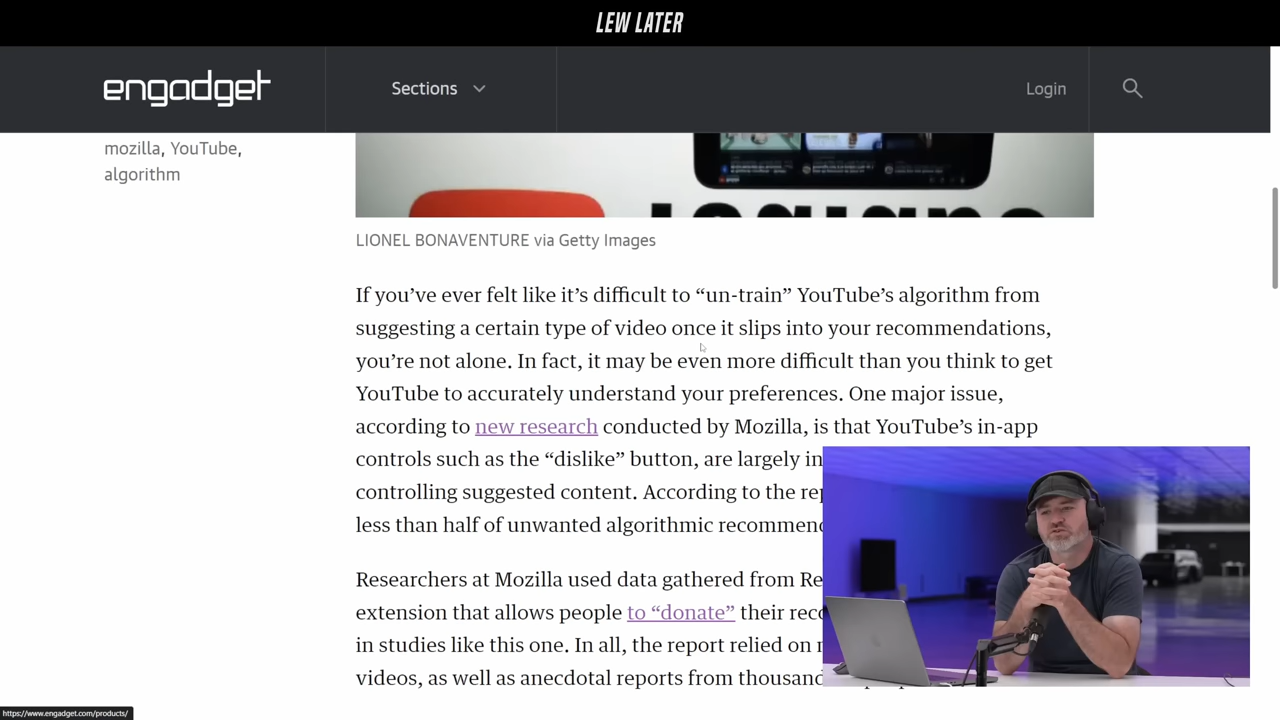 LEW LATER
engadget
Sections
Login
mozilla, YouTube,
algorithm
LIONEL BONAVENTURE via Getty Images
If you’ve ever felt like it’s difficult to “un-train” YouTube’s algorithm from
suggesting a certain type of video once it slips into your recommendations,
you’re not alone. In fact, it may be even more difficult than you think to get
YouTube to accurately understand your preferences. One major issue,
according to new research conducted by Mozilla, is that YouTube’s in-app
controls such as the “dislike” button, are largely in
controlling suggested content. According to the rep
less than half of unwanted algorithmic recommen
Researchers at Mozilla used data gathered from Re
extension that allows people to “donate” their reco
in studies like this one. In all, the report relied on
videos, as well as anecdotal reports from thousand
https://www.engadget.com/products/